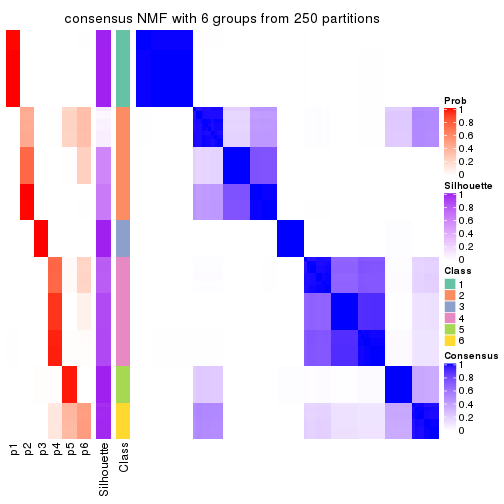 consensus NMF with 6 groups from 250 partitions
Prob
1
0.8
0.6
0.4
0.2
0
Silhouette
1
0.8
0.6
0.4
0.2
0
Class
1
2
3
4
5
6
Consensus
1
0.8
0.6
0.4
0.2
0
p1
p2
p3
p4
p5
p6
Silhouette
Class